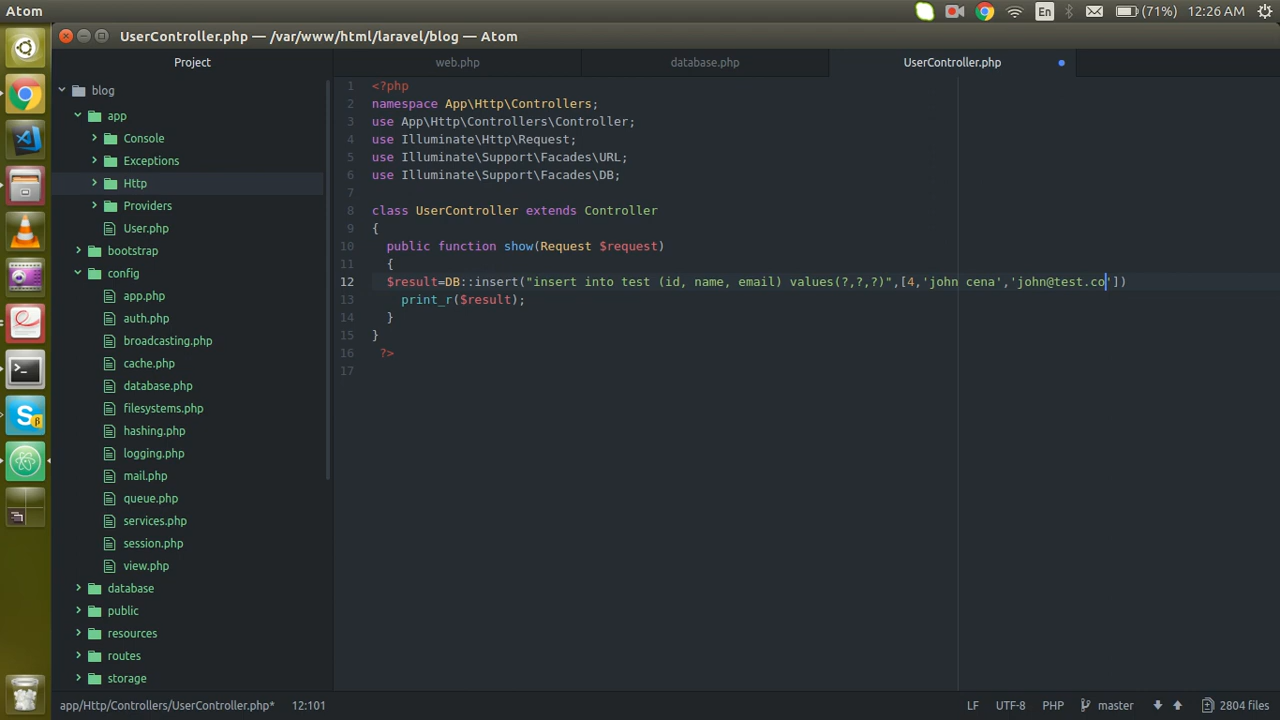 Atom
En
(71%)
12:26 AM
UserController.php — /var/www/html/laravel/blog — Atom
Project
web.php
database.php
UserController.php
blog
app
Console
Exceptions
Http
Providers
User.php
bootstrap
config
app.php
auth.php
broadcasting.php
cache.php
database.php
filesystems.php
hashing.php
logging.php
mail.php
queue.php
services.php
session.php
view.php
database
public
resources
routes
storage
1 <?php
2 namespace App\Http\Controllers;
3 use App\Http\Controllers\Controller;
4 use Illuminate\Http\Request;
5 use Illuminate\Support\Facades\URL;
6 use Illuminate\Support\Facades\DB;
7
8 class UserController extends Controller
9 {
10 public function show(Request $request)
11 {
12 $result=DB::insert("insert into test (id, name, email) values(?,?,?)",[4,'john cena','john@test.co'])
13 print_r($result);
14 }
15 }
16 ?>
17
app/Http/Controllers/UserController.php* 12:101
LF UTF-8 PHP master 2804 files